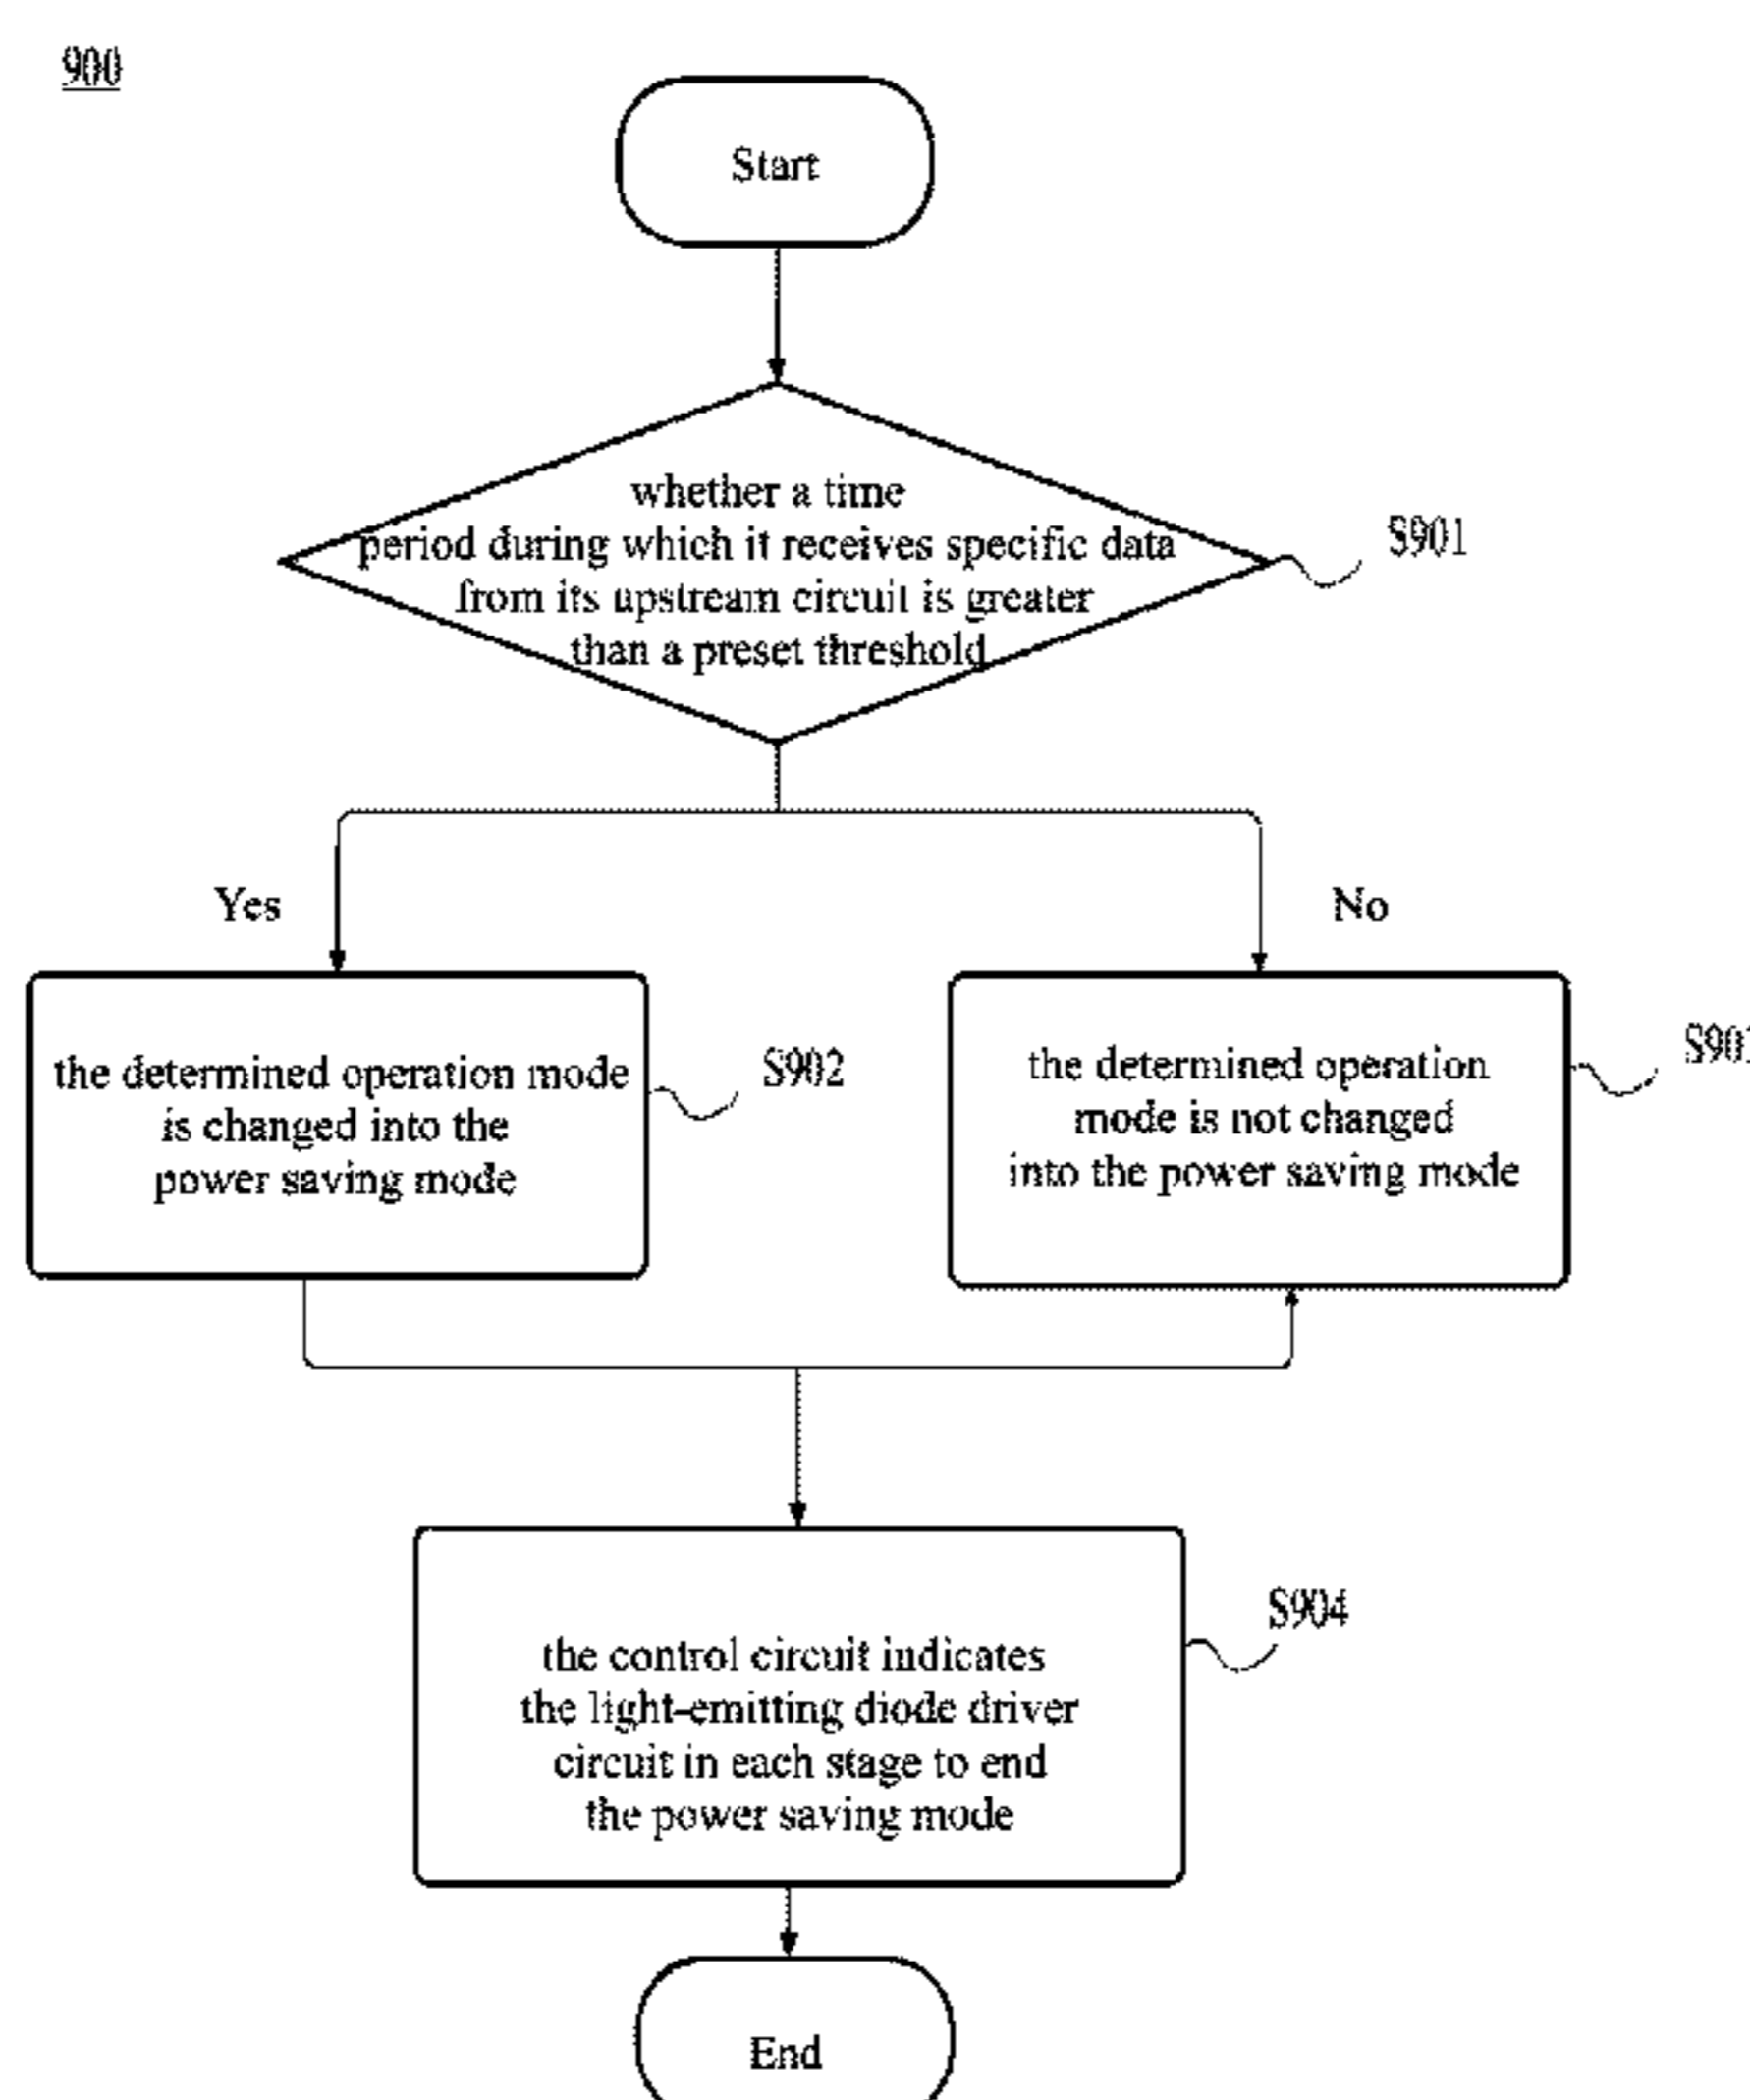 900
Start
whether a time
period during which it receives specific data
from its upstream circuit is greater
than a preset threshold
S901
Yes
No
the determined operation mode
is changed into the
power saving mode
S902
the determined operation
mode is not changed
into the power saving mode
the control circuit indicates
the light-emitting diode driver
circuit in each stage to end
the power saving mode
S904
End